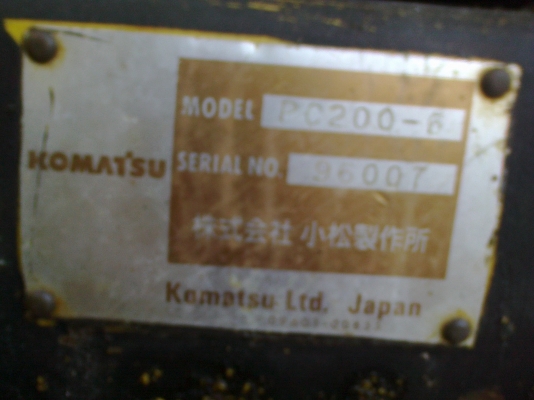 MODEL PC200-6
KOMATSU
SERIAL NO. 96007
株式会社 小松製作所
Komatsu Ltd. Japan